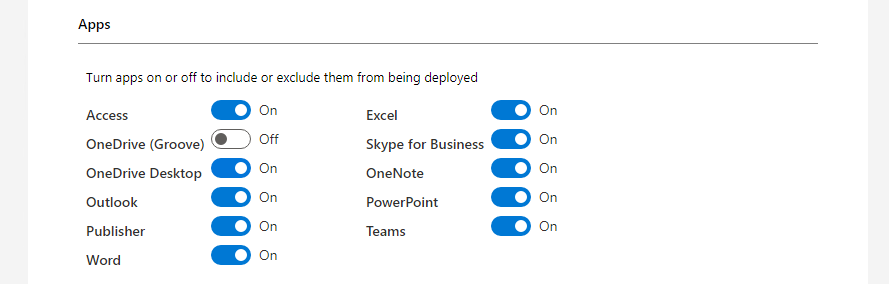 Apps
Turn apps on or off to include or exclude them from being deployed
Access On Excel On
OneDrive (Groove) Off Skype for Business On
OneDrive Desktop On OneNote On
Outlook On PowerPoint On
Publisher On Teams On
Word On